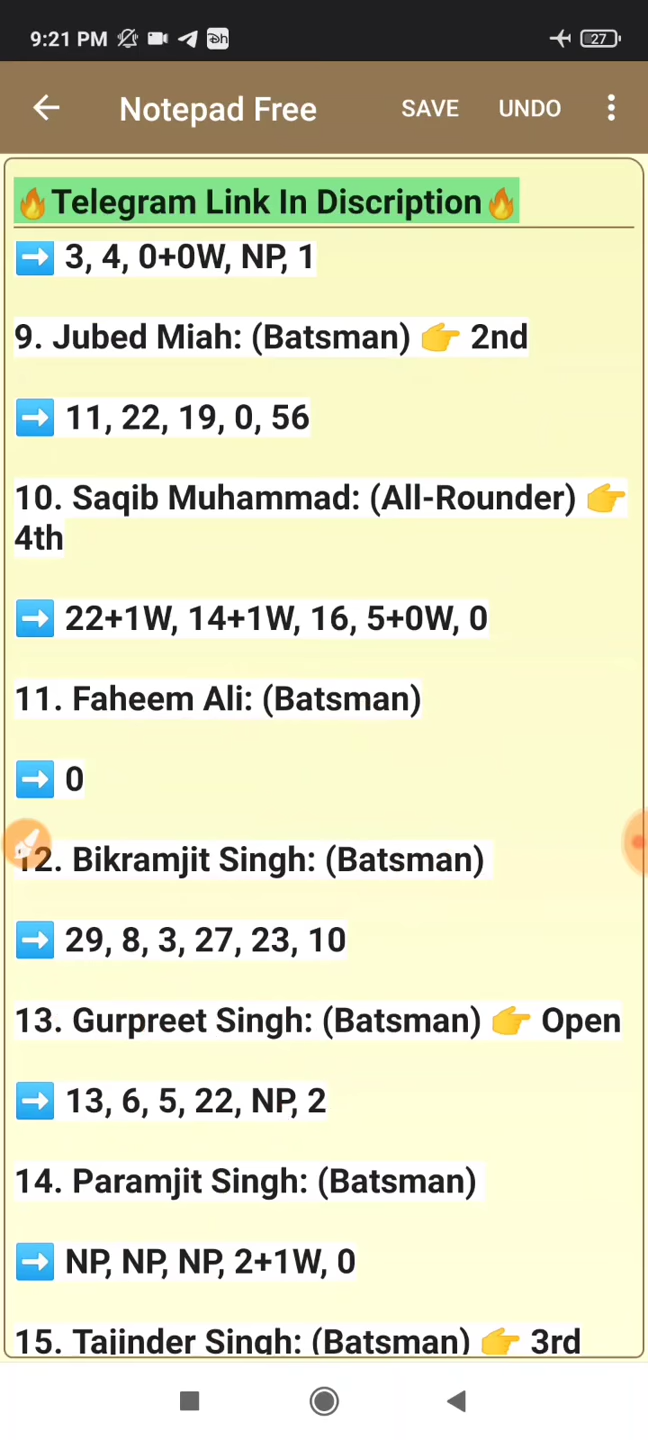 9:21 PM 27
Notepad Free SAVE UNDO
🔥Telegram Link In Discription🔥
➡️ 3, 4, 0+0W, NP, 1
9. Jubed Miah: (Batsman) 👉 2nd
➡️ 11, 22, 19, 0, 56
10. Saqib Muhammad: (All-Rounder) 👉
4th
➡️ 22+1W, 14+1W, 16, 5+0W, 0
11. Faheem Ali: (Batsman)
➡️ 0
12. Bikramjit Singh: (Batsman)
➡️ 29, 8, 3, 27, 23, 10
13. Gurpreet Singh: (Batsman) 👉 Open
➡️ 13, 6, 5, 22, NP, 2
14. Paramjit Singh: (Batsman)
➡️ NP, NP, NP, 2+1W, 0
15. Tajinder Singh: (Batsman) 👉 3rd